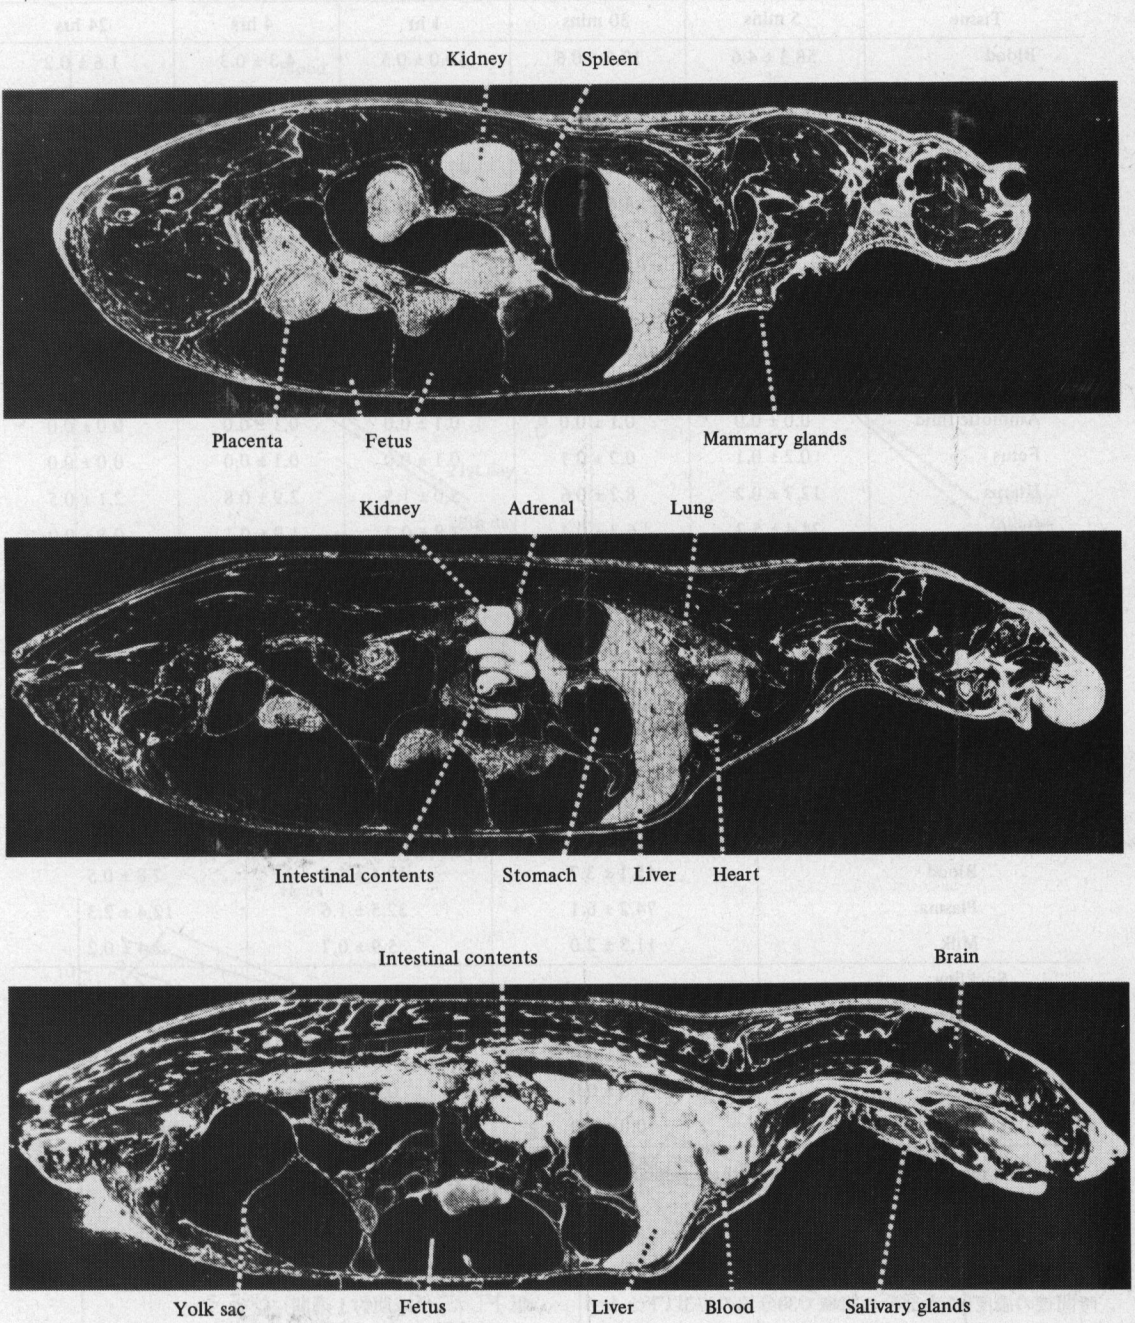 Kidney Spleen
Placenta Fetus Mammary glands
Kidney Adrenal Lung
Intestinal contents Stomach Liver Heart
Intestinal contents Brain
Yolk sac Fetus Liver Blood Salivary glands